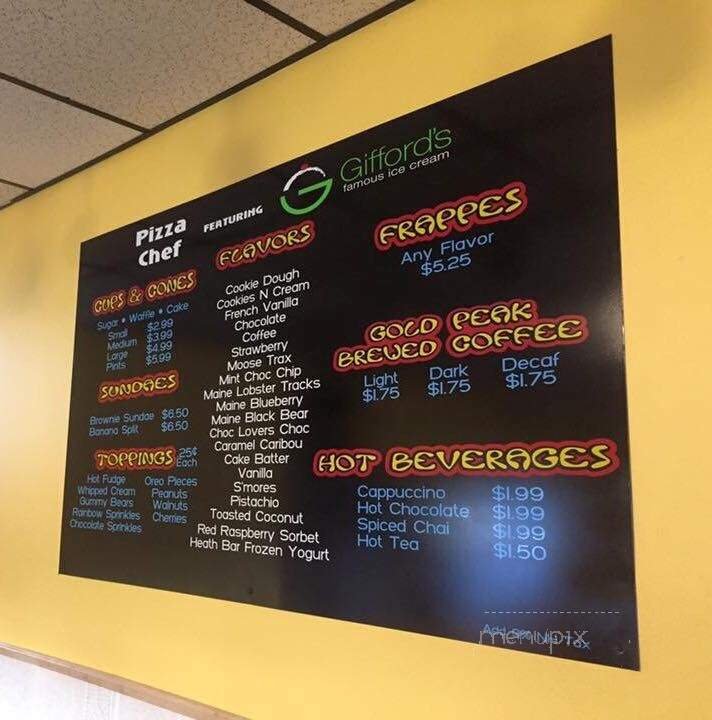 Pizza
Chef
FEATURING
Gifford's
famous ice cream
CUPS & CONES
Sugar • Waffle • Cake
Small $2.99
Medium $3.99
Large $4.99
Pints $5.99
SUNDAES
Brownie Sundae $6.50
Banana Split $6.50
TOPPINGS 25¢ Each
Hot Fudge Oreo Pieces
Whipped Cream Peanuts
Gummy Bears Walnuts
Rainbow Sprinkles Cherries
Chocolate Sprinkles
FLAVORS
Cookie Dough
Cookies N Cream
French Vanilla
Chocolate
Coffee
Strawberry
Moose Trax
Mint Choc Chip
Maine Lobster Tracks
Maine Blueberry
Maine Black Bear
Choc Lovers Choc
Caramel Caribou
Cake Batter
Vanilla
S'mores
Pistachio
Toasted Coconut
Red Raspberry Sorbet
Heath Bar Frozen Yogurt
FRAPPES
Any Flavor
$5.25
GOLD PEAK
BREWED COFFEE
Light Dark Decaf
$1.75 $1.75 $1.75
HOT BEVERAGES
Cappuccino $1.99
Hot Chocolate $1.99
Spiced Chai $1.99
Hot Tea $1.50
Add Tax
menupix